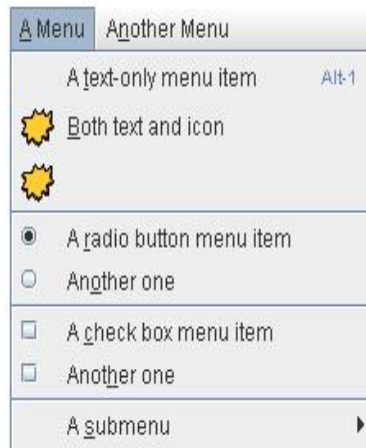 A Menu Another Menu
A text-only menu item Alt-1
Both text and icon
A radio button menu item
Another one
A check box menu item
Another one
A submenu